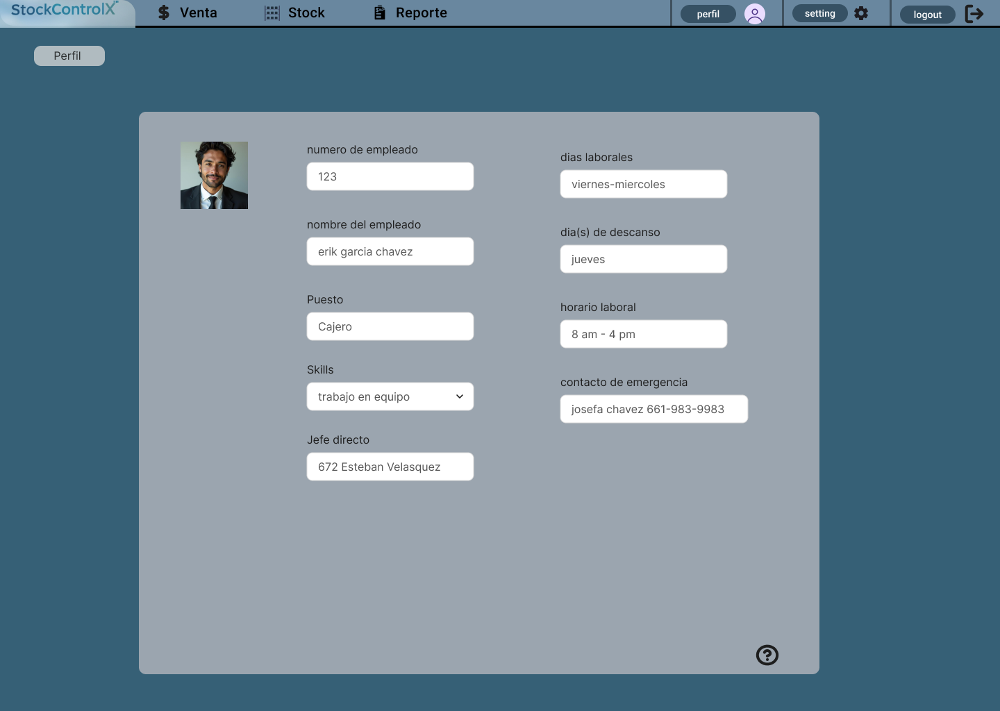 StockControlX
Venta
Stock
Reporte
perfil
setting
logout
Perfil
numero de empleado
123
nombre del empleado
erik garcia chavez
Puesto
Cajero
Skills
trabajo en equipo
Jefe directo
672 Esteban Velasquez
dias laborales
viernes-miercoles
dia(s) de descanso
jueves
horario laboral
8 am - 4 pm
contacto de emergencia
josefa chavez 661-983-9983